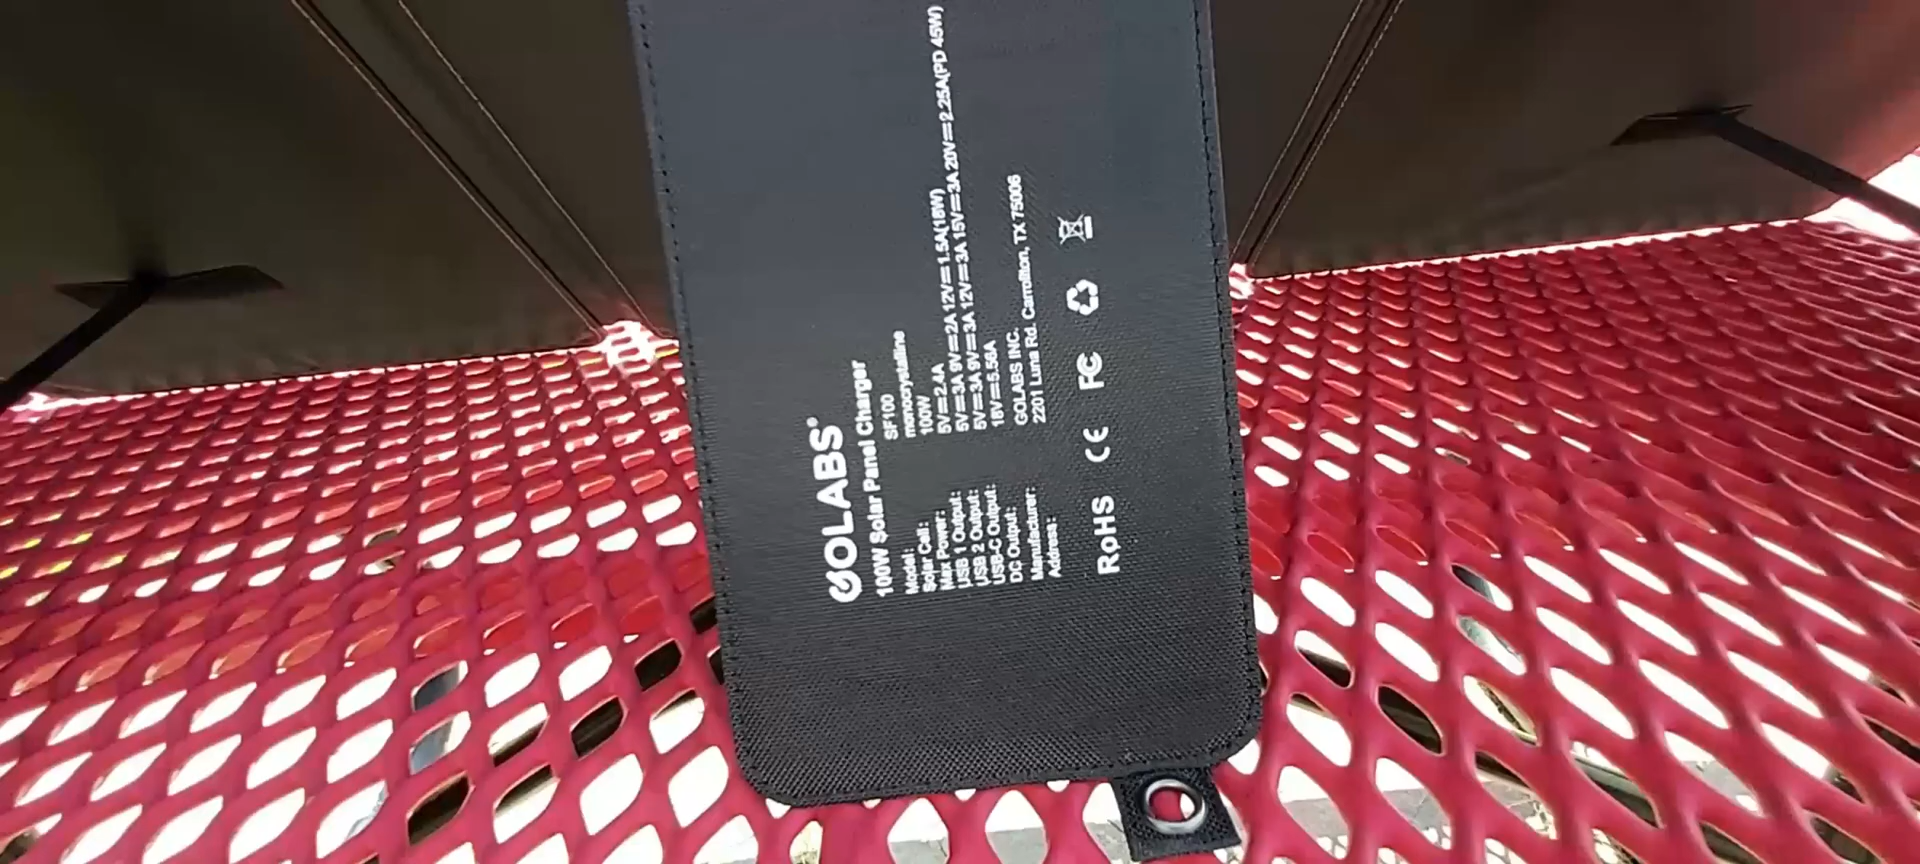 GOLABS®
100W Solar Panel Charger
Model: SF100
Solar Cell: monocrystalline
Max Power: 100W
USB 1 Output: 5V⎓2.4A
USB 2 Output: 5V⎓3A 9V⎓2A 12V⎓1.5A(18W)
USB-C Output: 5V⎓3A 9V⎓3A 12V⎓3A 15V⎓3A 20V⎓2.25A(PD 45W)
DC Output: 18V⎓5.56A
Manufacturer: GOLABS INC.
Address: 2201 Luna Rd. Carrollton, TX 75006
RoHS CE FC